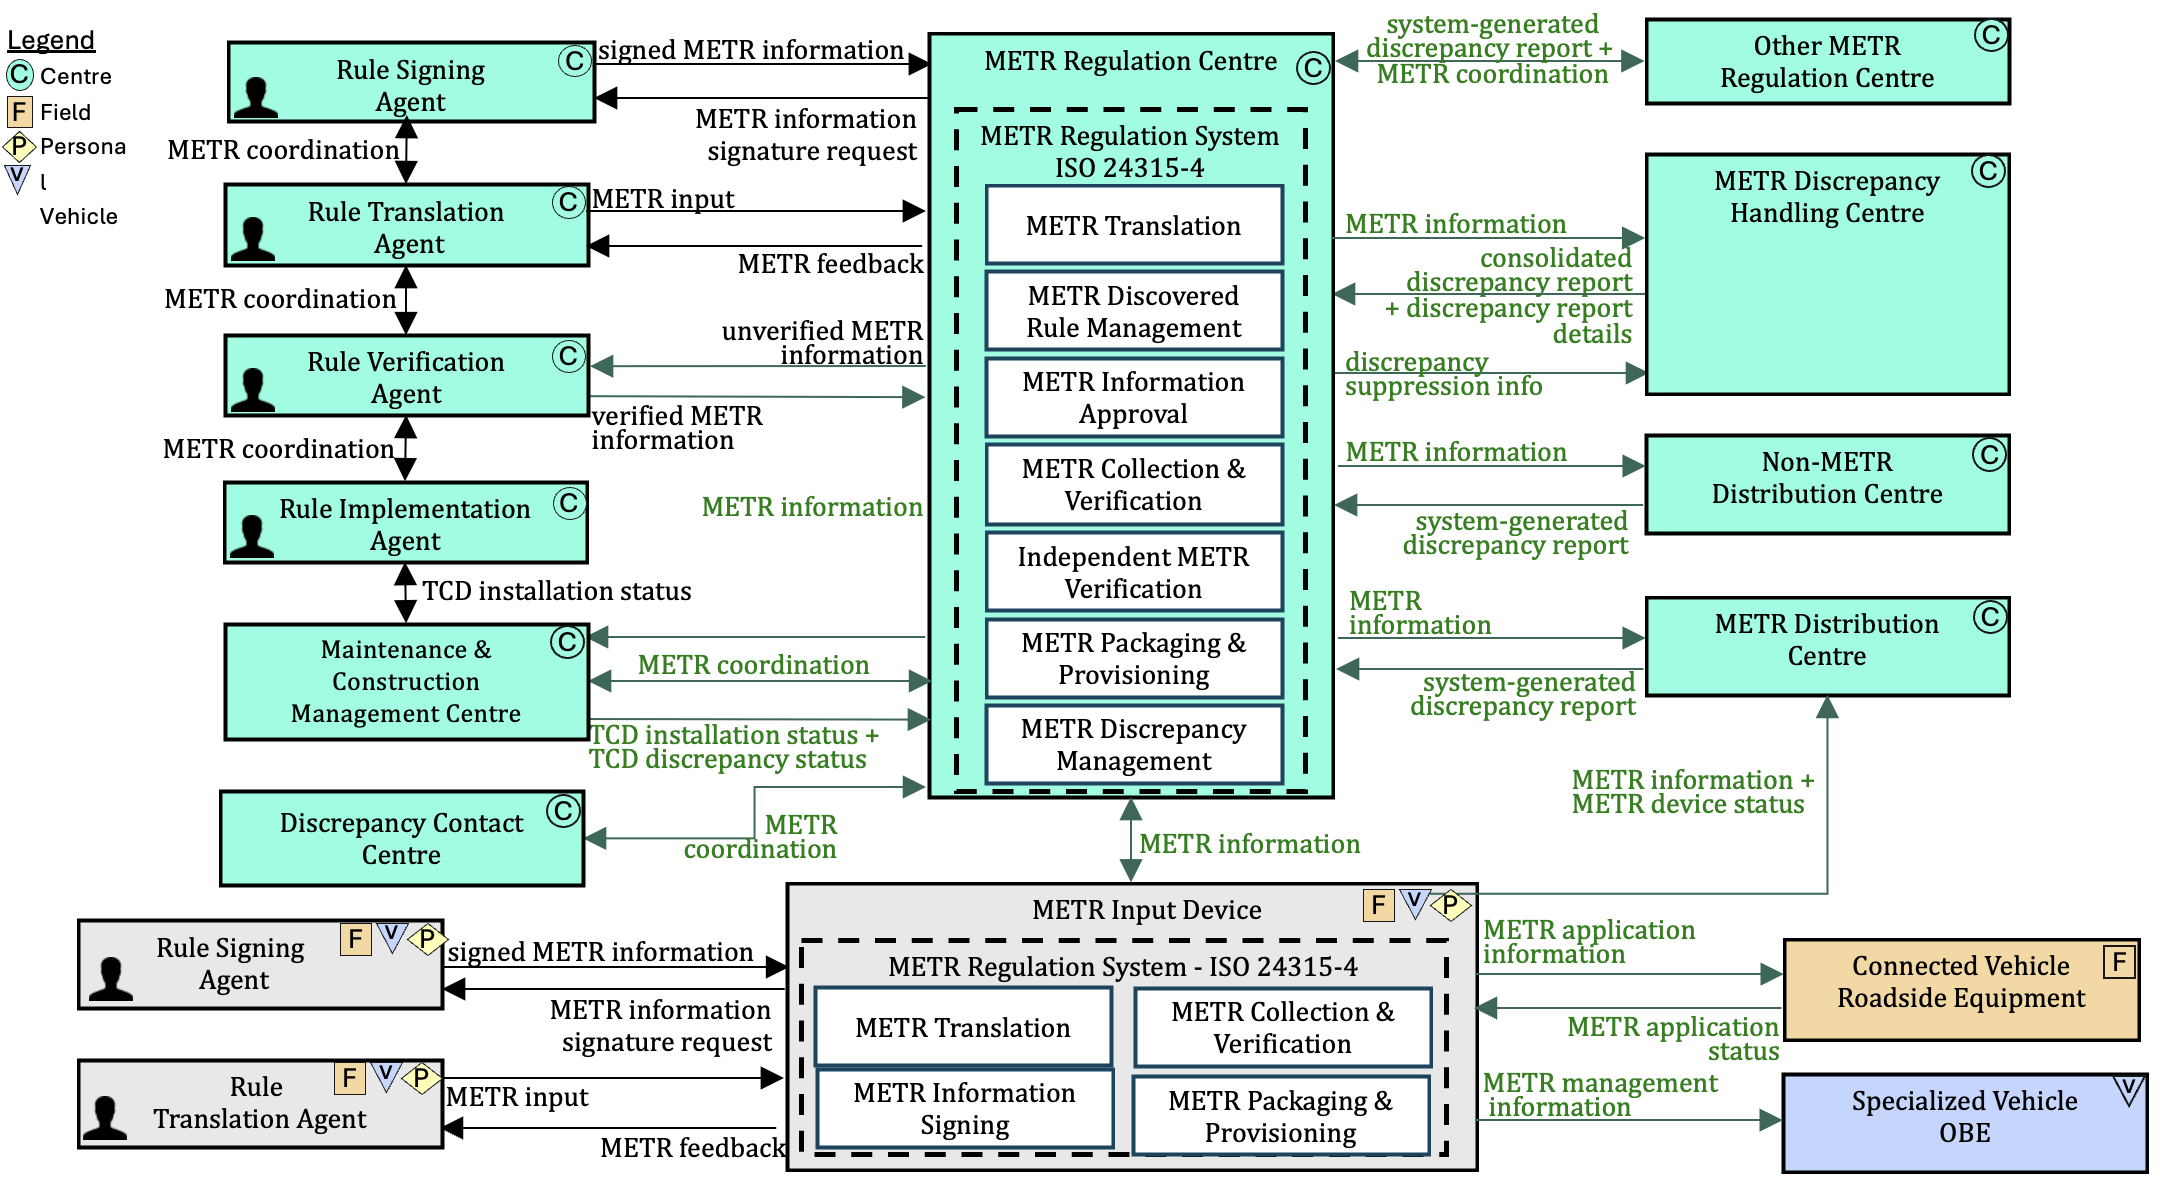 Legend
C Centre
F Field
P Persona
V l
Vehicle
Rule Signing
Agent
C
signed METR information
METR information
signature request
METR coordination
Rule Translation
Agent
C
METR input
METR feedback
METR coordination
Rule Verification
Agent
C
unverified METR
information
verified METR
information
METR coordination
Rule Implementation
Agent
C
METR information
TCD installation status
Maintenance &
Construction
Management Centre
C
METR coordination
TCD installation status +
TCD discrepancy status
Discrepancy Contact
Centre
C
METR
coordination
METR Regulation Centre
C
METR Regulation System
ISO 24315-4
METR Translation
METR Discovered
Rule Management
METR Information
Approval
METR Collection &
Verification
Independent METR
Verification
METR Packaging &
Provisioning
METR Discrepancy
Management
system-generated
discrepancy report +
METR coordination
Other METR
Regulation Centre
C
METR information
consolidated
discrepancy report
+ discrepancy report
details
discrepancy
suppression info
METR Discrepancy
Handling Centre
C
METR information
system-generated
discrepancy report
Non-METR
Distribution Centre
C
METR
information
system-generated
discrepancy report
METR Distribution
Centre
C
METR information +
METR device status
METR information
Rule Signing
Agent
F V P
signed METR information
METR information
signature request
Rule
Translation Agent
F V P
METR input
METR feedback
METR Input Device
F V P
METR Regulation System - ISO 24315-4
METR Translation
METR Collection &
Verification
METR Information
Signing
METR Packaging &
Provisioning
METR application
information
METR application
status
Connected Vehicle
Roadside Equipment
F
METR management
information
Specialized Vehicle
OBE
V